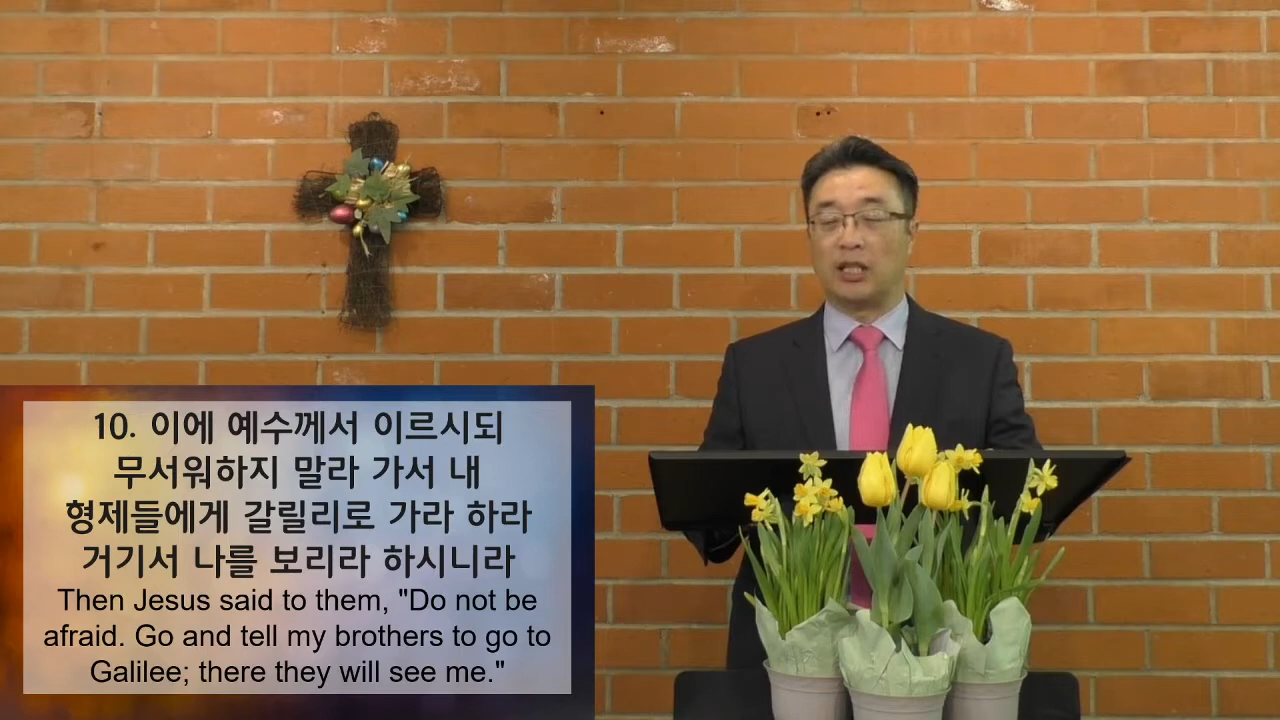 10. 이에 예수께서 이르시되
무서워하지 말라 가서 내
형제들에게 갈릴리로 가라 하라
거기서 나를 보리라 하시니라
Then Jesus said to them, "Do not be
afraid. Go and tell my brothers to go to
Galilee; there they will see me."